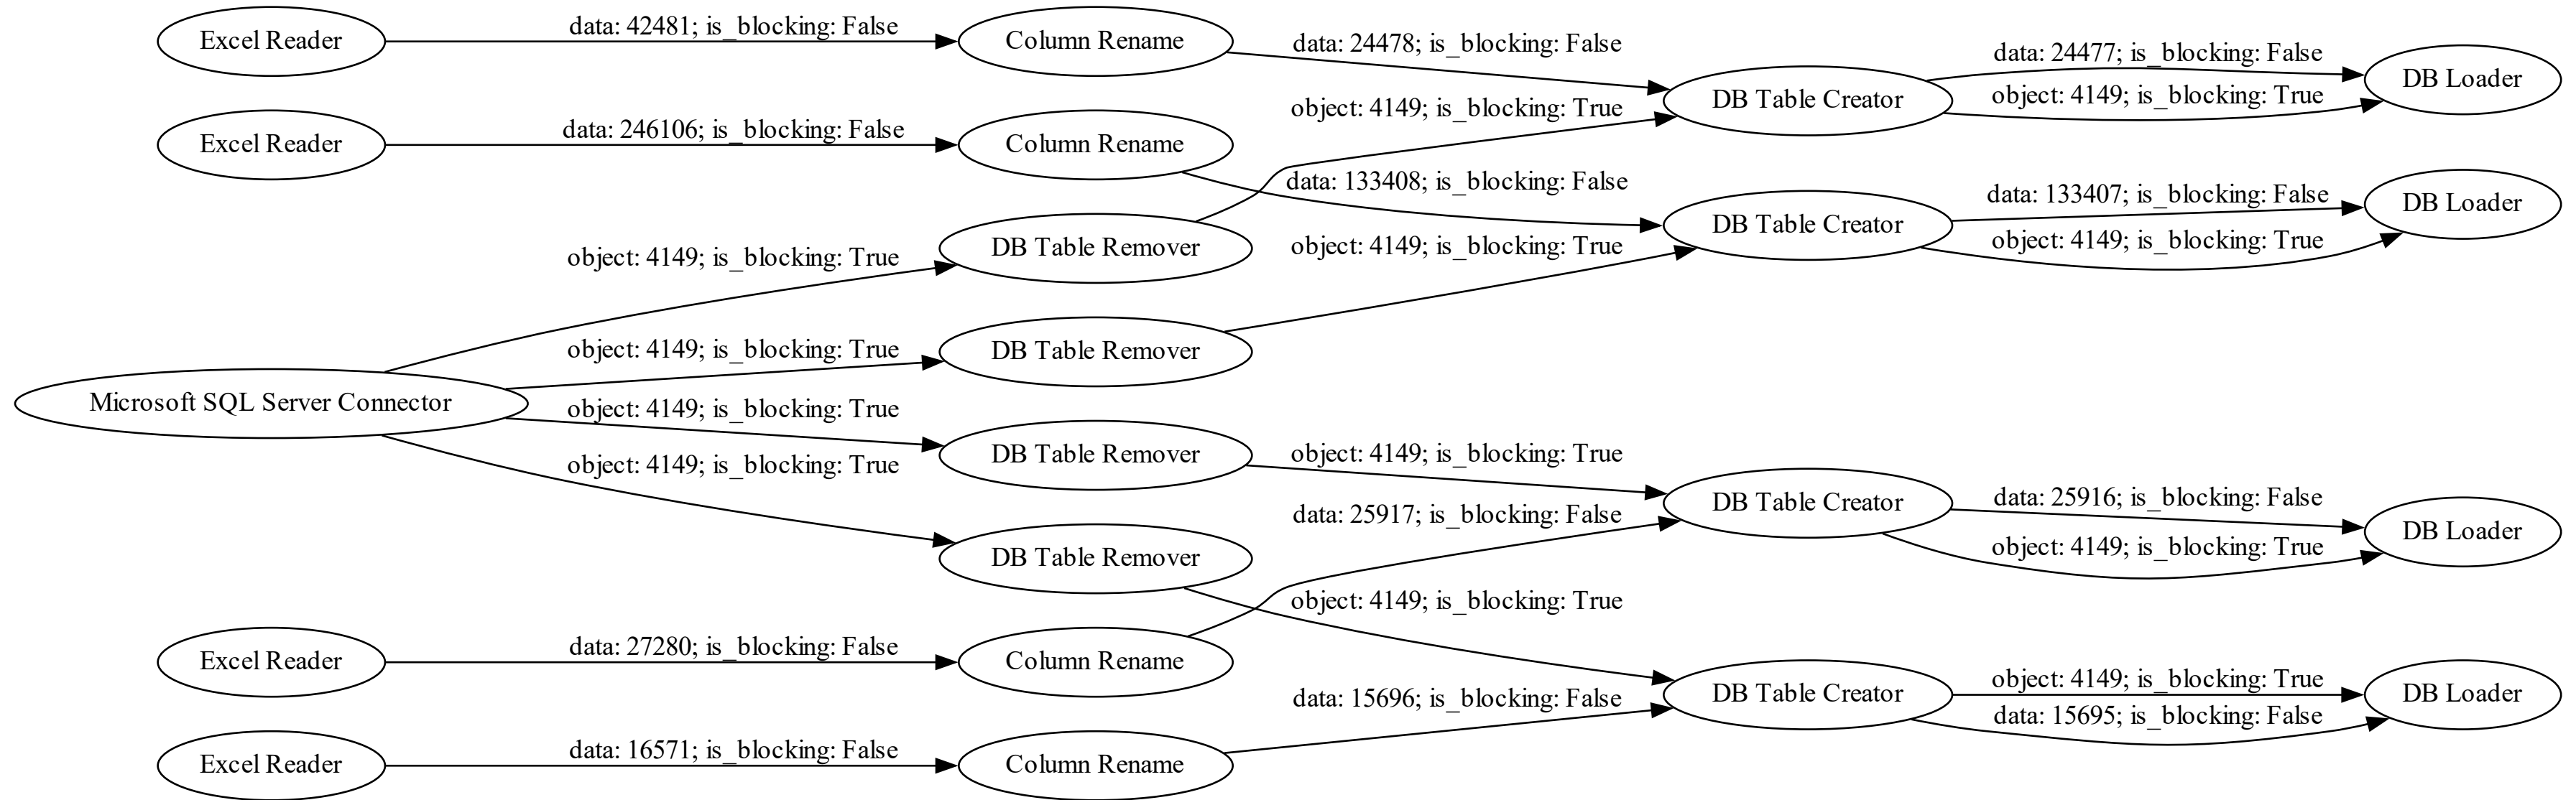 Excel Reader
data: 42481; is_blocking: False
Column Rename
data: 24478; is_blocking: False
DB Table Creator
data: 24477; is_blocking: False
object: 4149; is_blocking: True
DB Loader
Excel Reader
data: 246106; is_blocking: False
Column Rename
object: 4149; is_blocking: True
data: 133408; is_blocking: False
DB Table Creator
data: 133407; is_blocking: False
object: 4149; is_blocking: True
DB Loader
object: 4149; is_blocking: True
DB Table Remover
object: 4149; is_blocking: True
object: 4149; is_blocking: True
DB Table Remover
Microsoft SQL Server Connector
object: 4149; is_blocking: True
DB Table Remover
object: 4149; is_blocking: True
object: 4149; is_blocking: True
DB Table Remover
data: 25917; is_blocking: False
DB Table Creator
data: 25916; is_blocking: False
object: 4149; is_blocking: True
DB Loader
object: 4149; is_blocking: True
Excel Reader
data: 27280; is_blocking: False
Column Rename
data: 15696; is_blocking: False
DB Table Creator
object: 4149; is_blocking: True
data: 15695; is_blocking: False
DB Loader
Excel Reader
data: 16571; is_blocking: False
Column Rename